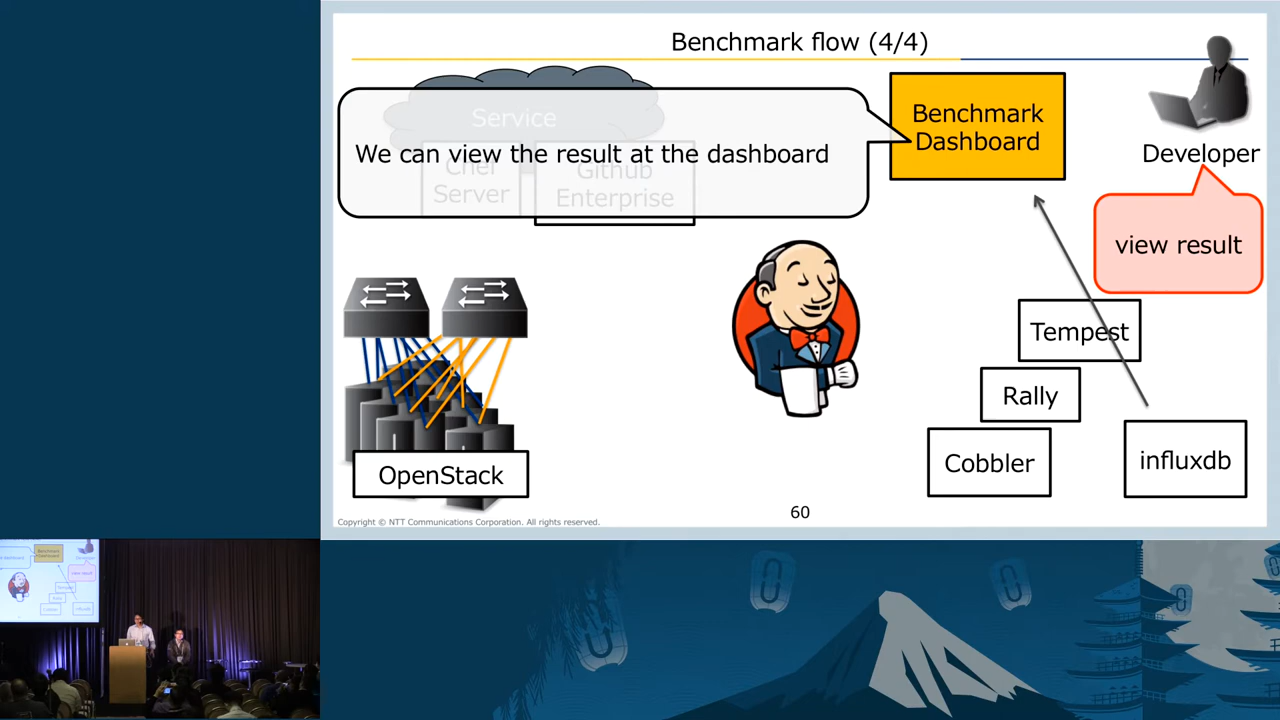 Benchmark flow (4/4)
Service
We can view the result at the dashboard
Chef
Server
Github
Enterprise
Benchmark
Dashboard
Developer
view result
Tempest
Rally
Cobbler
influxdb
OpenStack
60
Copyright © NTT Communications Corporation. All rights reserved.